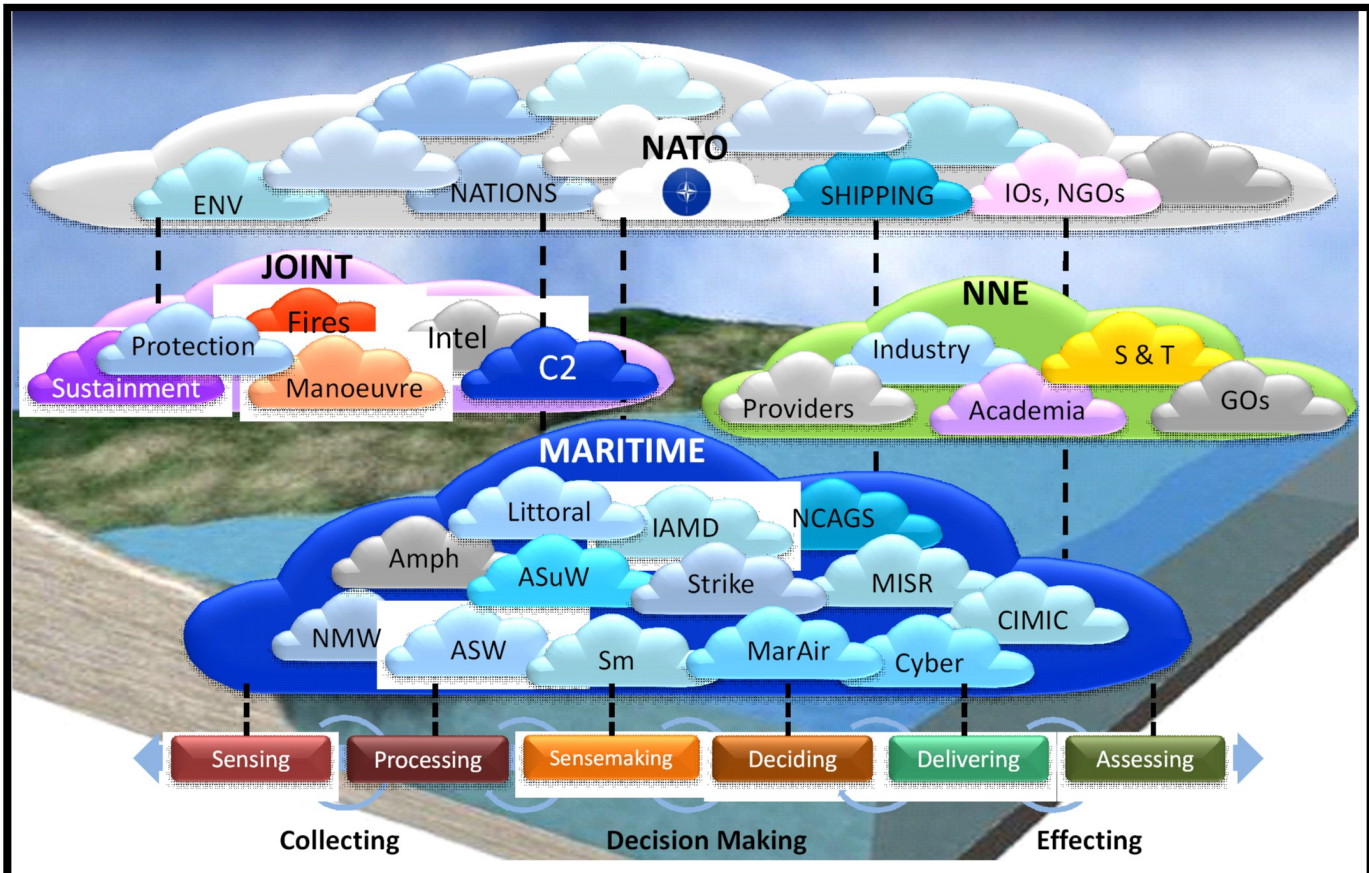 NATO
ENV
NATIONS
SHIPPING
IOs, NGOs
JOINT
Fires
Intel
Protection
C2
Sustainment
Manoeuvre
NNE
Industry
S & T
Providers
Academia
GOs
MARITIME
Littoral
IAMD
NCAGS
Amph
ASuW
Strike
MISR
CIMIC
NMW
ASW
Sm
MarAir
Cyber
Sensing
Processing
Sensemaking
Deciding
Delivering
Assessing
Collecting
Decision Making
Effecting